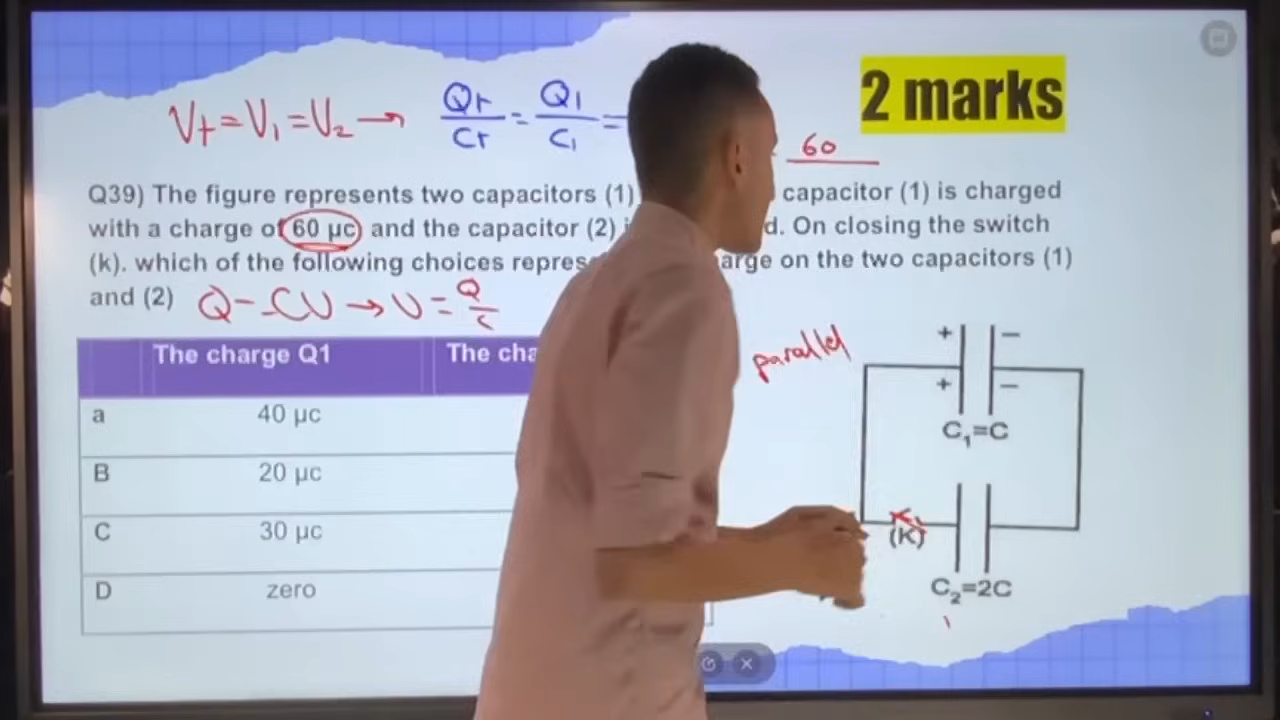 2 marks
Vt = V1 = V2 → Qt/Ct = Q1/C1 =
60
Q39) The figure represents two capacitors (1) capacitor (1) is charged
with a charge of 60 µc and the capacitor (2) On closing the switch
(k). which of the following choices on the two capacitors (1)
and (2) Q = CV → V = Q/C
The charge Q1 The
parallel
a 40 µc
B 20 µc
C 30 µc
D zero
+ −
+ −
C₁=C
(K)
C₂=2C